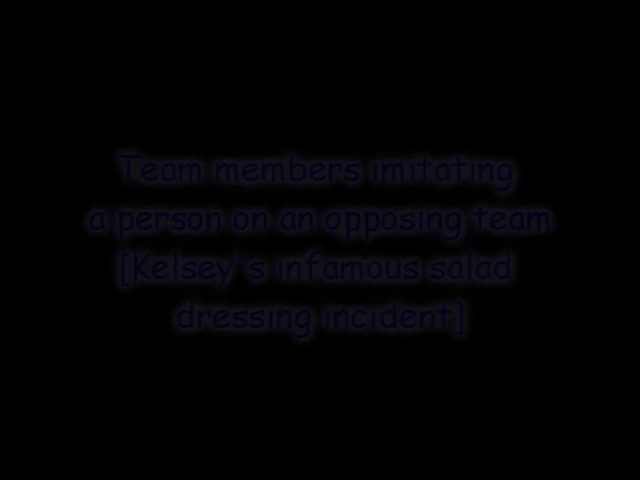 Team members imitating
a person on an opposing team
[Kelsey's infamous salad
dressing incident]